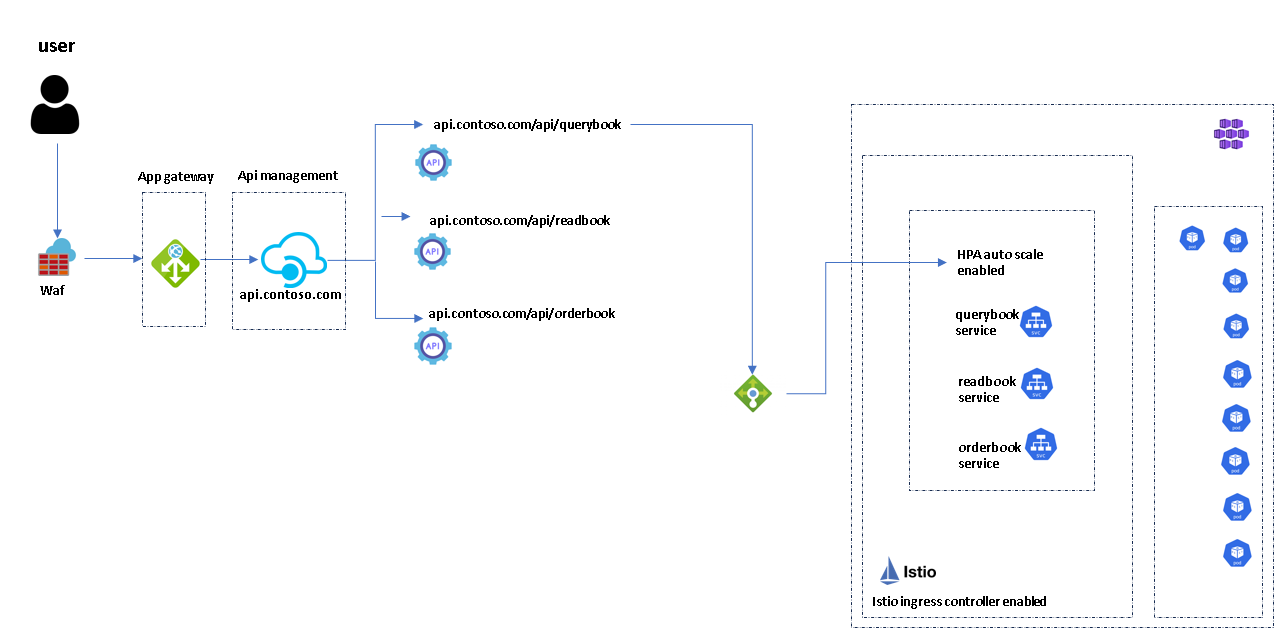 user
App gateway
Api management
Waf
api.contoso.com
api.contoso.com/api/querybook
API
api.contoso.com/api/readbook
API
api.contoso.com/api/orderbook
API
HPA auto scale
enabled
querybook
service
svc
readbook
service
svc
orderbook
service
svc
Istio
Istio ingress controller enabled
pod
pod
pod
pod
pod
pod
pod
pod
pod